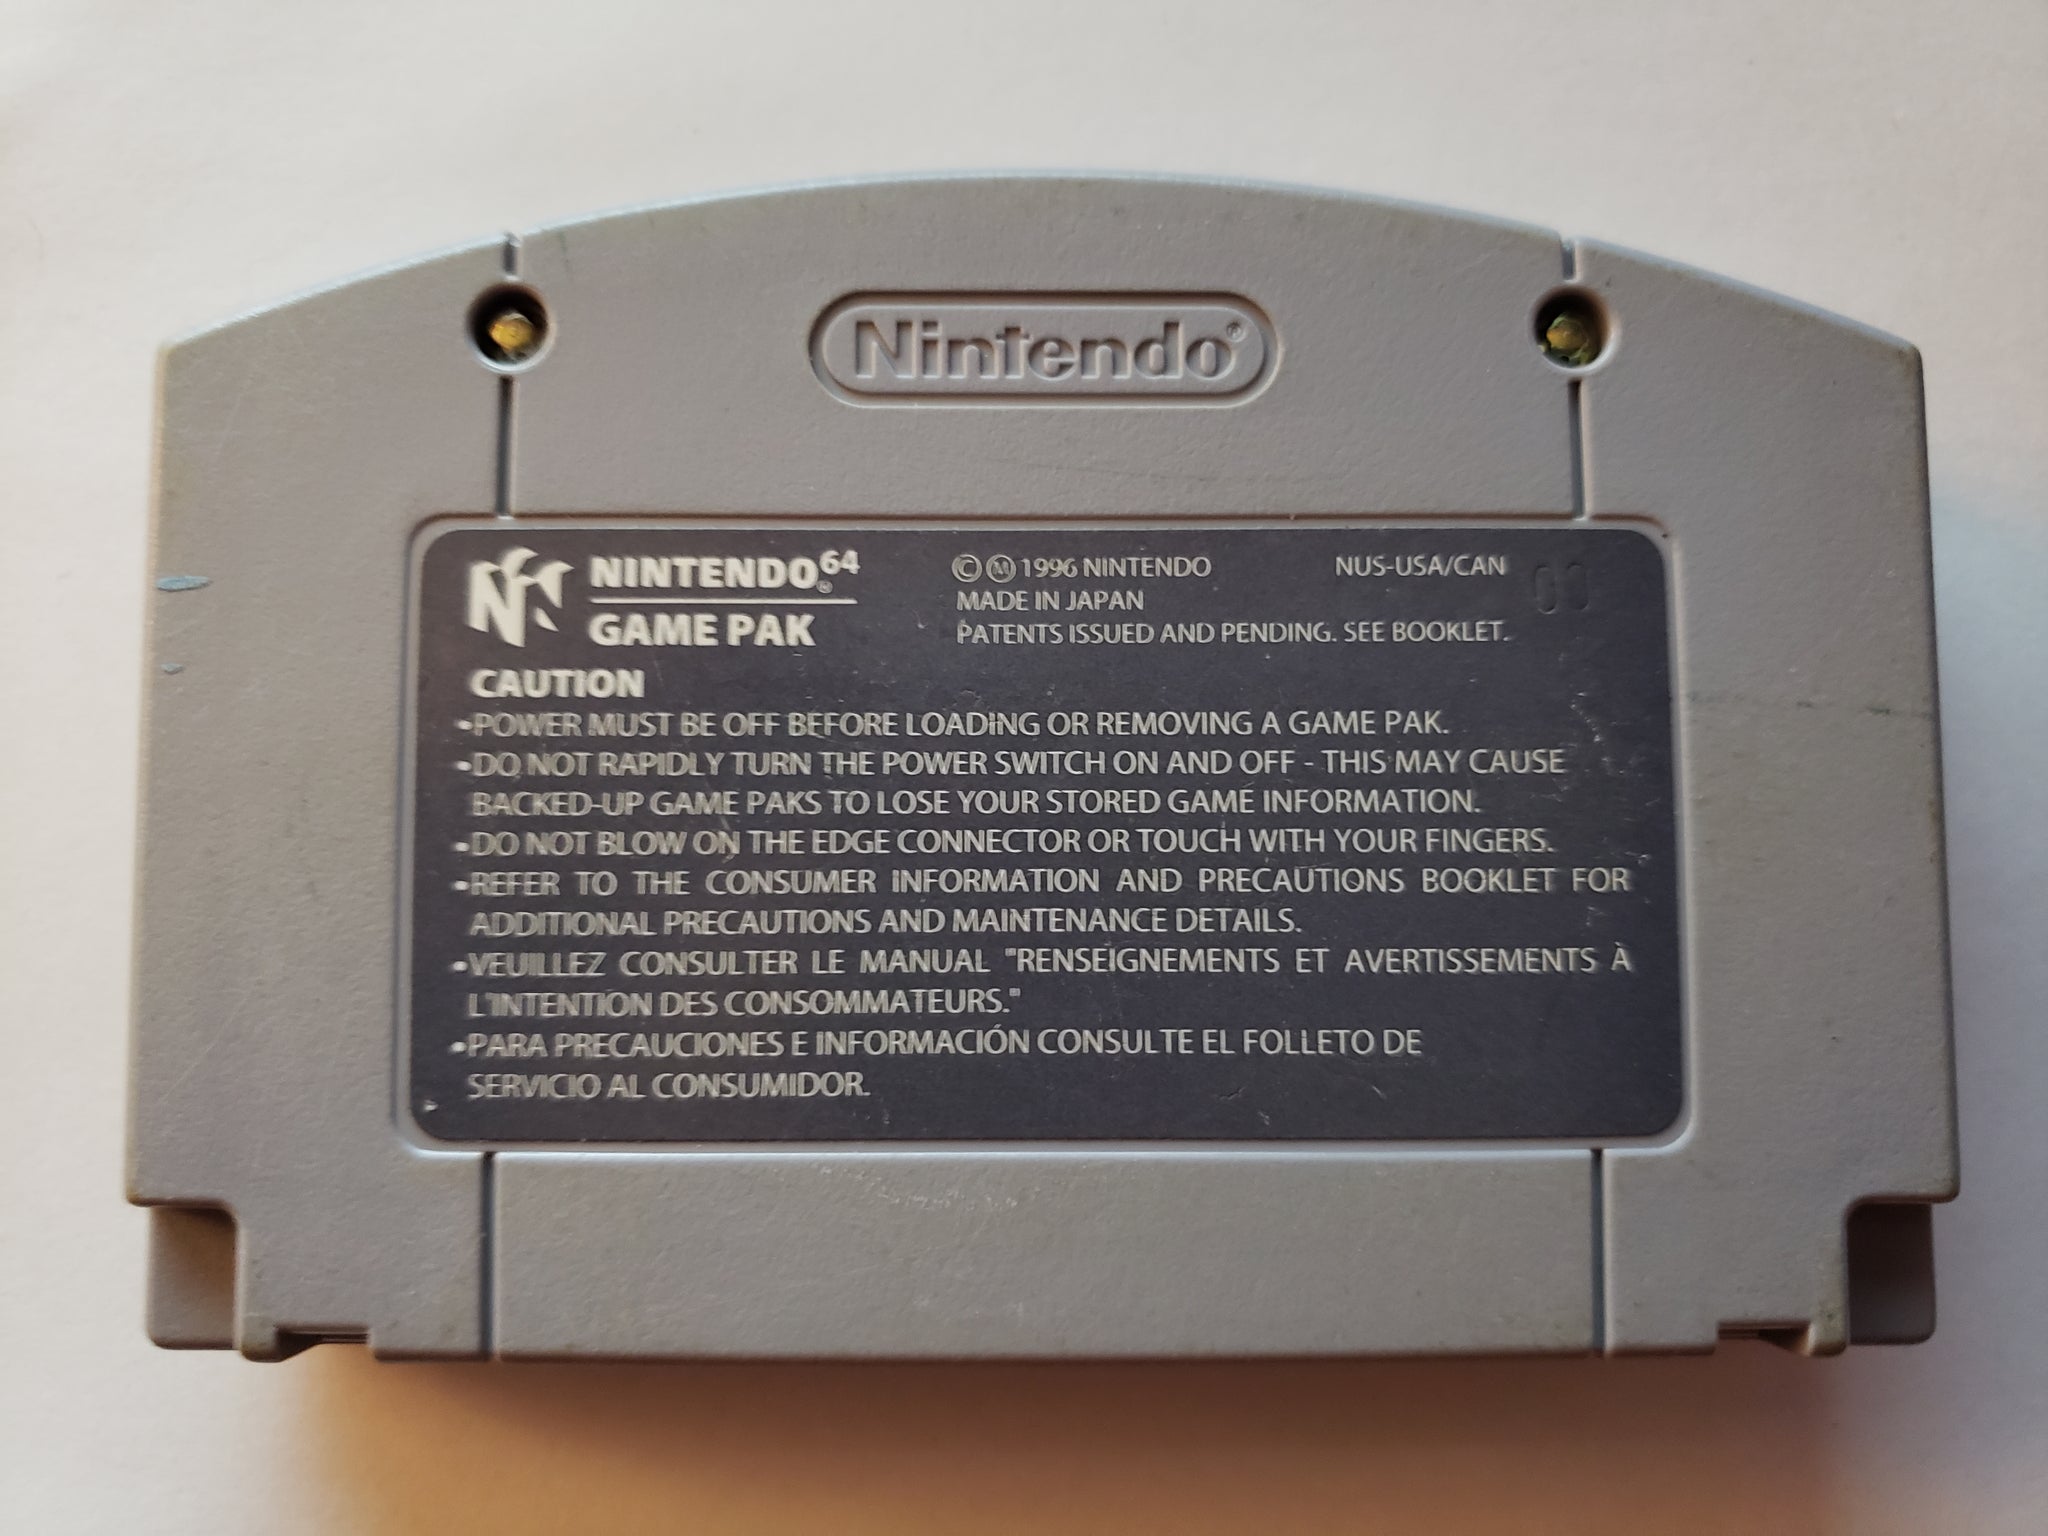 Nintendo®
NINTENDO64®
GAME PAK
©Ⓜ1996 NINTENDO NUS-USA/CAN
MADE IN JAPAN
PATENTS ISSUED AND PENDING. SEE BOOKLET.
CAUTION
•POWER MUST BE OFF BEFORE LOADING OR REMOVING A GAME PAK.
•DO NOT RAPIDLY TURN THE POWER SWITCH ON AND OFF - THIS MAY CAUSE
BACKED-UP GAME PAKS TO LOSE YOUR STORED GAME INFORMATION.
•DO NOT BLOW ON THE EDGE CONNECTOR OR TOUCH WITH YOUR FINGERS.
•REFER TO THE CONSUMER INFORMATION AND PRECAUTIONS BOOKLET FOR
ADDITIONAL PRECAUTIONS AND MAINTENANCE DETAILS.
•VEUILLEZ CONSULTER LE MANUAL "RENSEIGNEMENTS ET AVERTISSEMENTS À
L'INTENTION DES CONSOMMATEURS."
•PARA PRECAUCIONES E INFORMACIÓN CONSULTE EL FOLLETO DE
SERVICIO AL CONSUMIDOR.